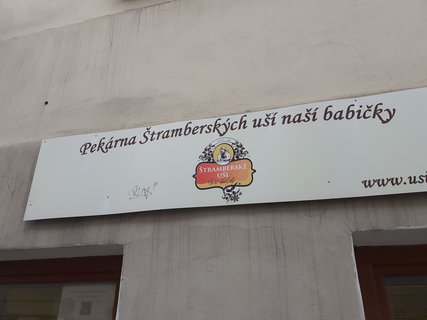 Pekárna Štramberských uší naší babičky
ŠTRAMBERSKÉ
UŠI
www.usi